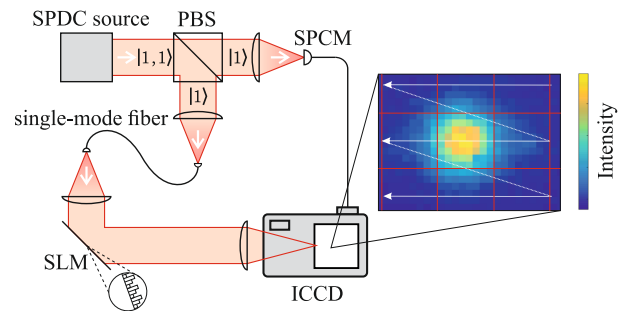 SPDC source
PBS
SPCM
|1,1⟩
|1⟩
|1⟩
single-mode fiber
Intensity
SLM
ICCD